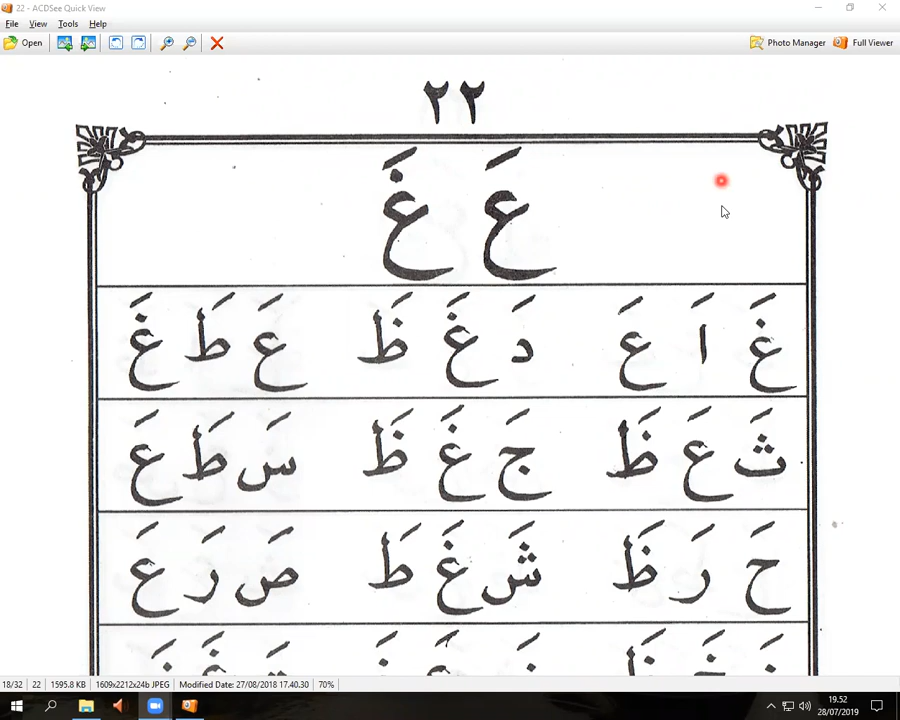 22 - ACDSee Quick View
File View Tools Help
Open Photo Manager Full Viewer
٢٢
عَ غَ
غَ اَ عَ دَ غَ ظَ عَ طَ غَ
ثَ عَ ظَ جَ غَ ظَ سَ طَ عَ
حَ رَ ظَ شَ غَ طَ صَ رَ عَ
18/32 22 1595.8 KB 1609x2212x24b JPEG Modified Date: 27/08/2018 17.40.30 70%
19.52
28/07/2019